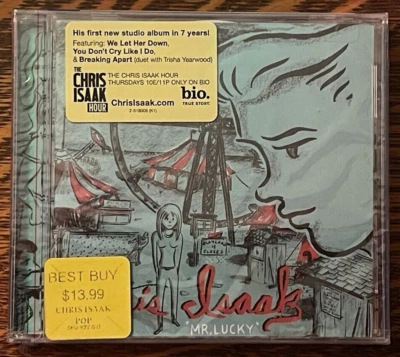 His first new studio album in 7 years!
Featuring: We Let Her Down,
You Don't Cry Like I Do,
& Breaking Apart (duet with Trisha Yearwood)
THE
CHRIS
ISAAK
HOUR
THE CHRIS ISAAK HOUR
THURSDAYS 10E/11P ONLY ON BIO
ChrisIsaak.com
bio.
TRUE STORY.
CLOSED
is Isaak
"MR. LUCKY"
BEST BUY
$13.99
CHRIS ISAAK
POP